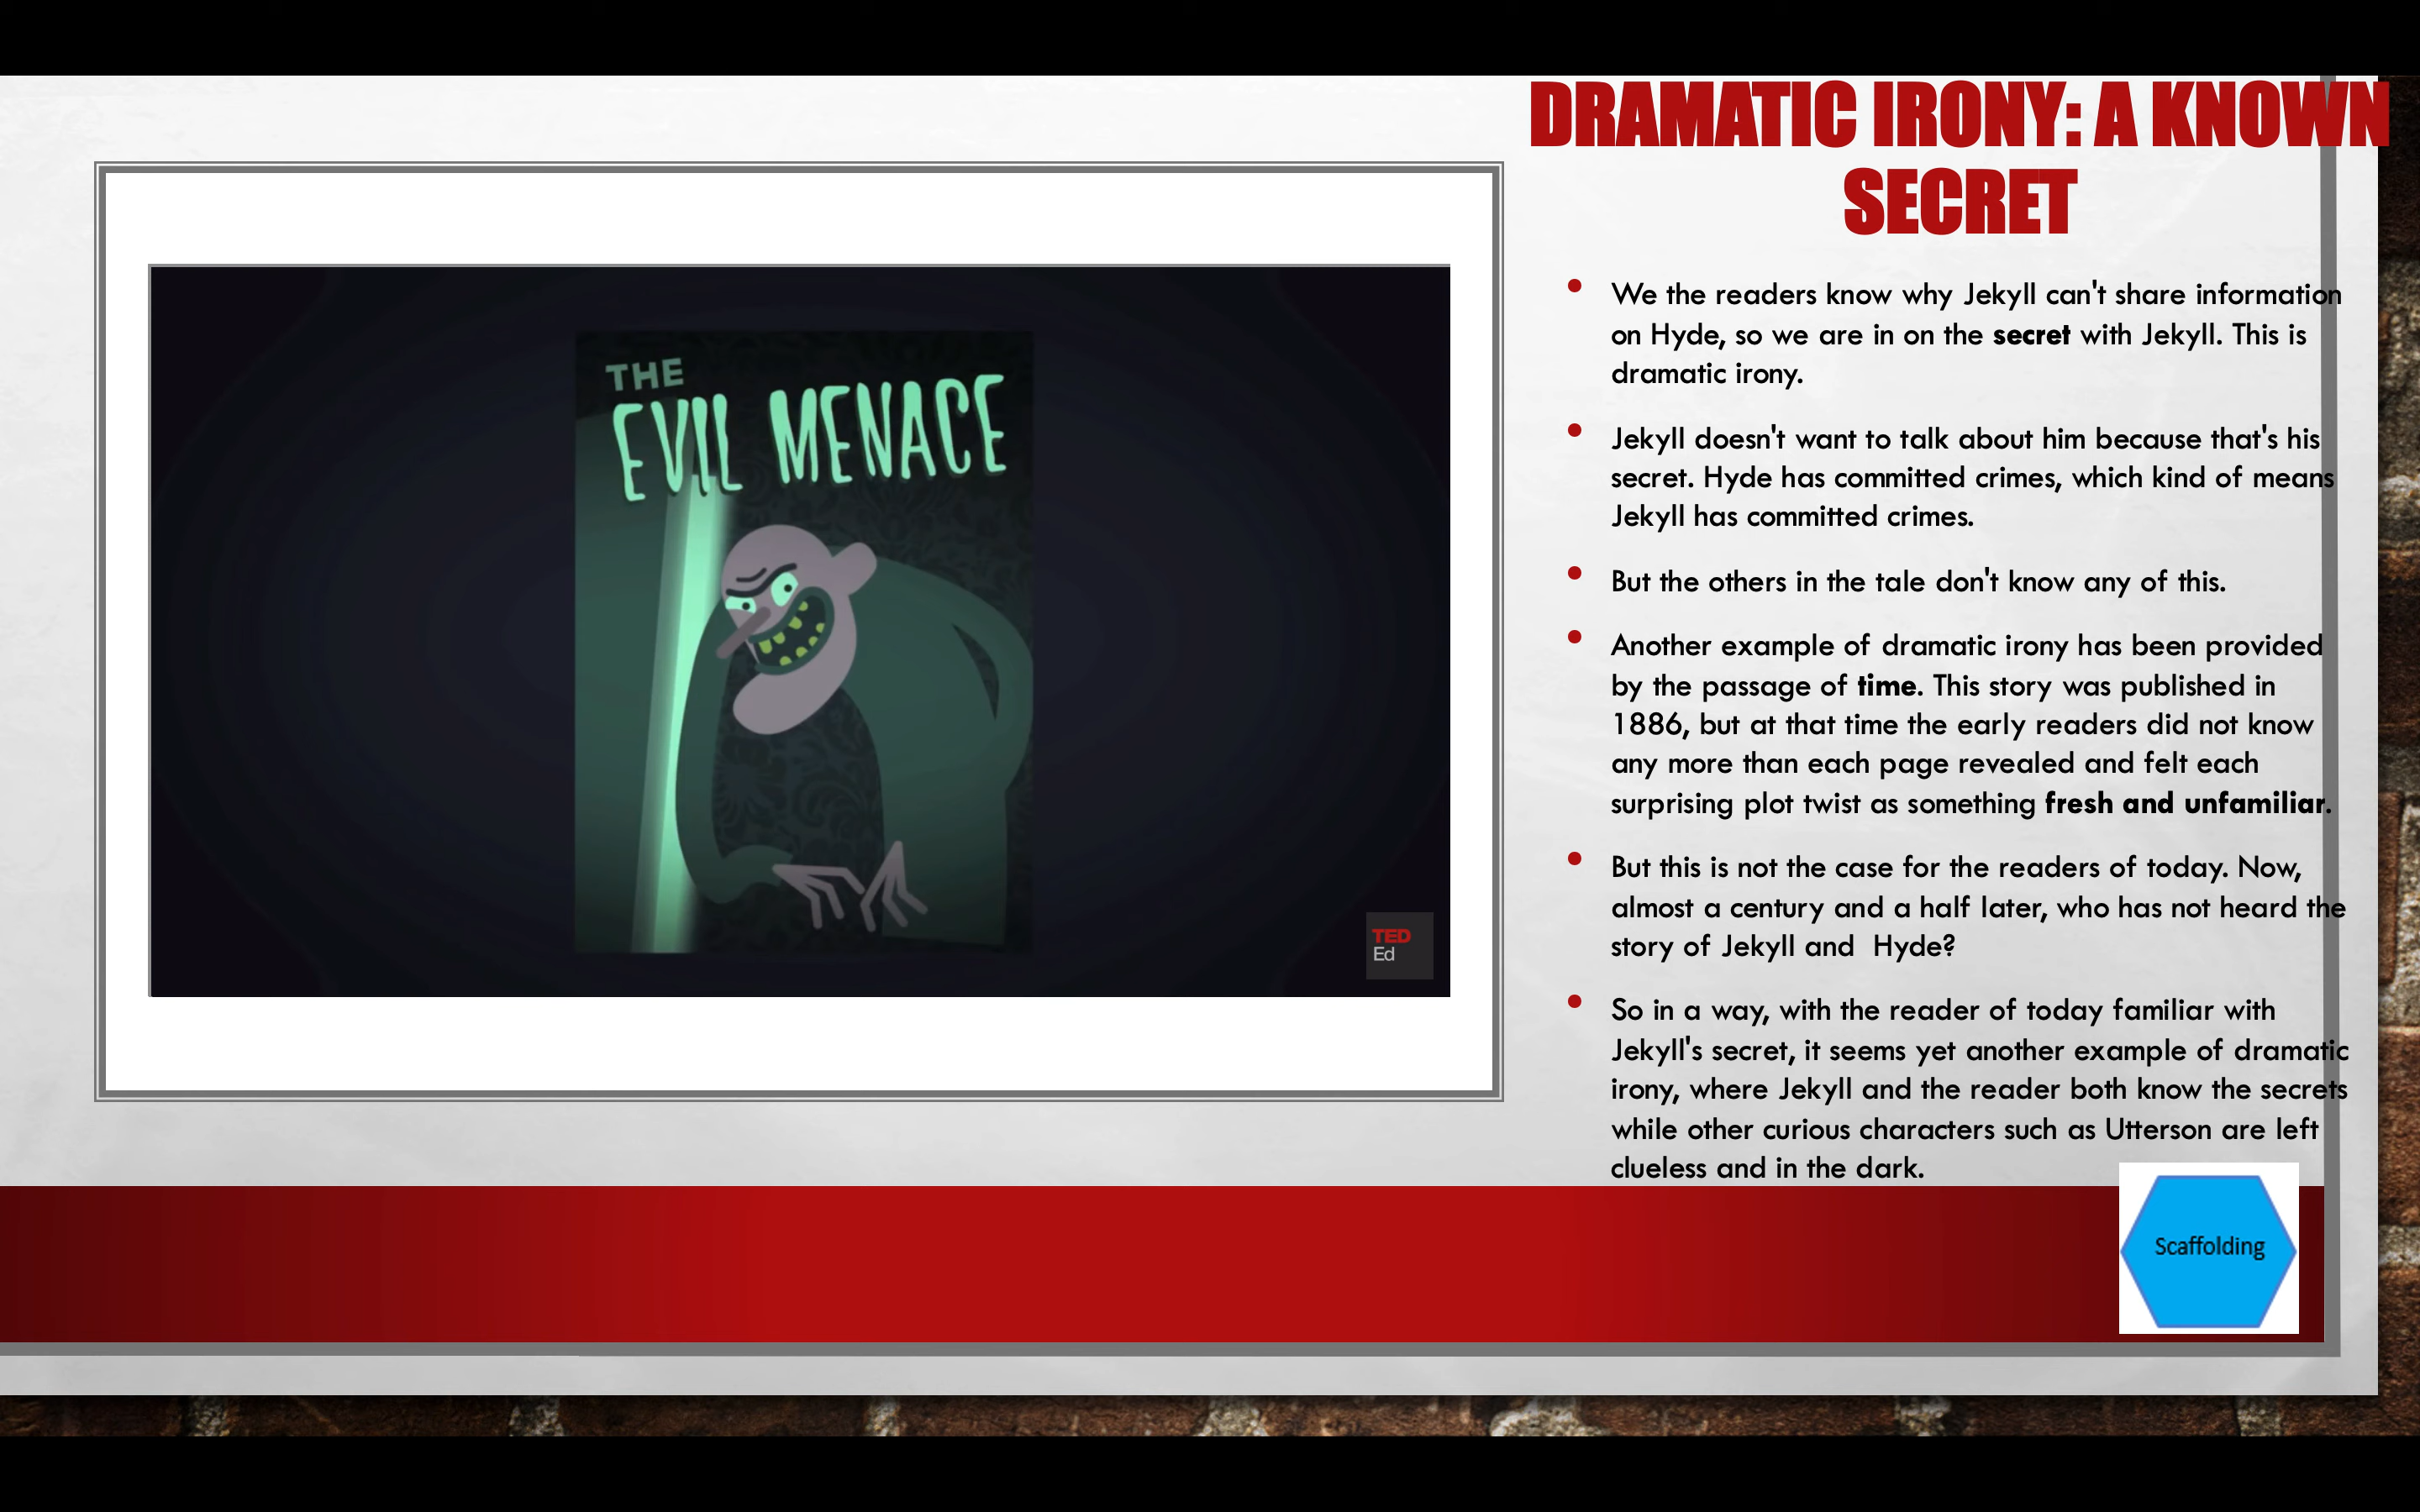 DRAMATIC IRONY: A KNOWN
SECRET
THE
EVIL MENACE
TED
Ed
• We the readers know why Jekyll can't share information
on Hyde, so we are in on the secret with Jekyll. This is
dramatic irony.
• Jekyll doesn't want to talk about him because that's his
secret. Hyde has committed crimes, which kind of means
Jekyll has committed crimes.
• But the others in the tale don't know any of this.
• Another example of dramatic irony has been provided
by the passage of time. This story was published in
1886, but at that time the early readers did not know
any more than each page revealed and felt each
surprising plot twist as something fresh and unfamiliar.
• But this is not the case for the readers of today. Now,
almost a century and a half later, who has not heard the
story of Jekyll and  Hyde?
• So in a way, with the reader of today familiar with
Jekyll's secret, it seems yet another example of dramatic
irony, where Jekyll and the reader both know the secrets
while other curious characters such as Utterson are left
clueless and in the dark.
Scaffolding